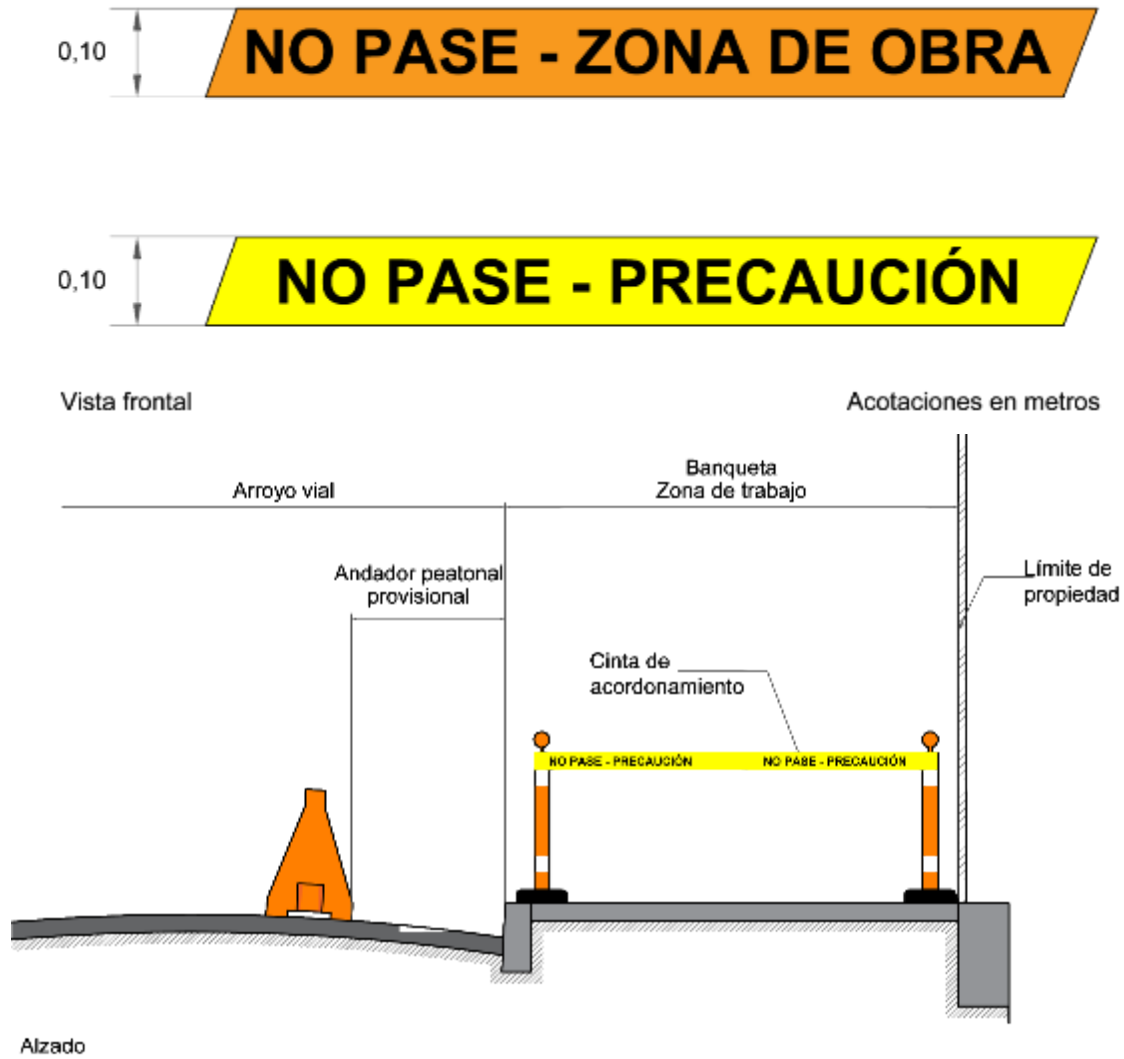 0,10
NO PASE - ZONA DE OBRA
0,10
NO PASE - PRECAUCIÓN
Vista frontal
Acotaciones en metros
Arroyo vial
Banqueta
Zona de trabajo
Andador peatonal
provisional
Límite de
propiedad
Cinta de
acordonamiento
NO PASE - PRECAUCIÓN
NO PASE - PRECAUCIÓN
Alzado